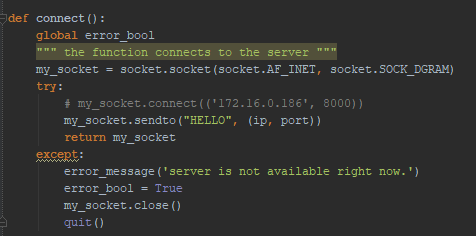 def connect():
    global error_bool
    """ the function connects to the server """
    my_socket = socket.socket(socket.AF_INET, socket.SOCK_DGRAM)
    try:
        # my_socket.connect(('172.16.0.186', 8000))
        my_socket.sendto("HELLO", (ip, port))
        return my_socket
    except:
        error_message('server is not available right now.')
        error_bool = True
        my_socket.close()
        quit()